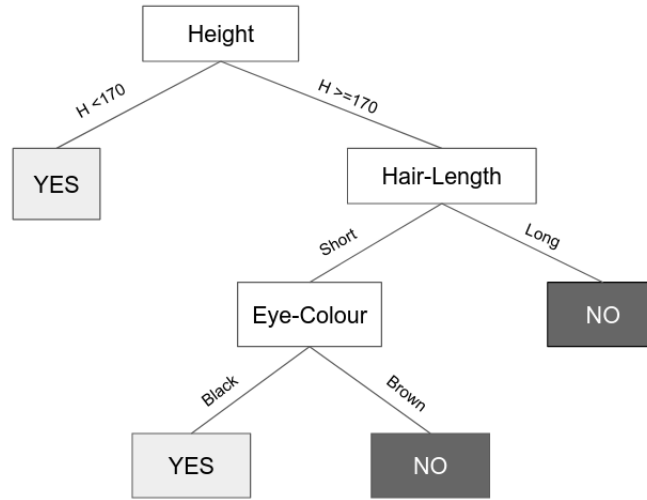 Height
H <170
H >=170
YES
Hair-Length
Short
Long
Eye-Colour
NO
Black
Brown
YES
NO